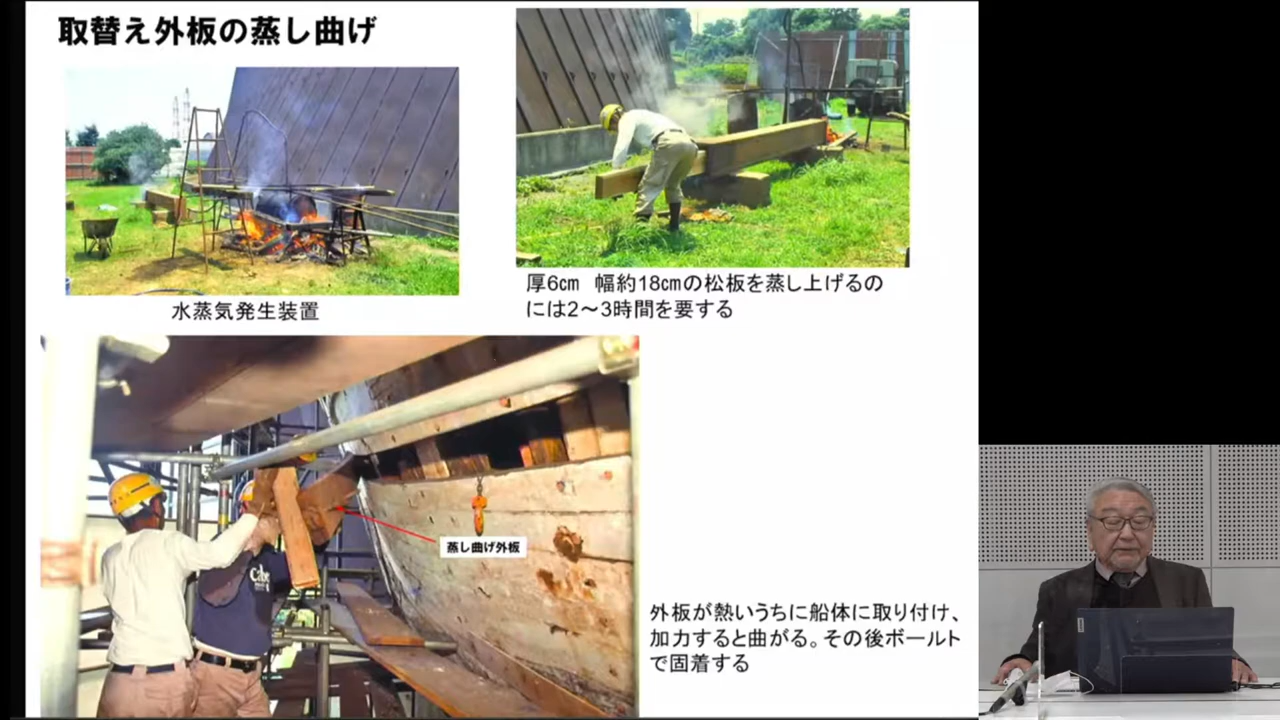 取替え外板の蒸し曲げ
水蒸気発生装置
厚6㎝ 幅約18㎝の松板を蒸し上げるの
には2～3時間を要する
蒸し曲げ外板
外板が熱いうちに船体に取り付け、
加力すると曲がる。その後ボールト
で固着する